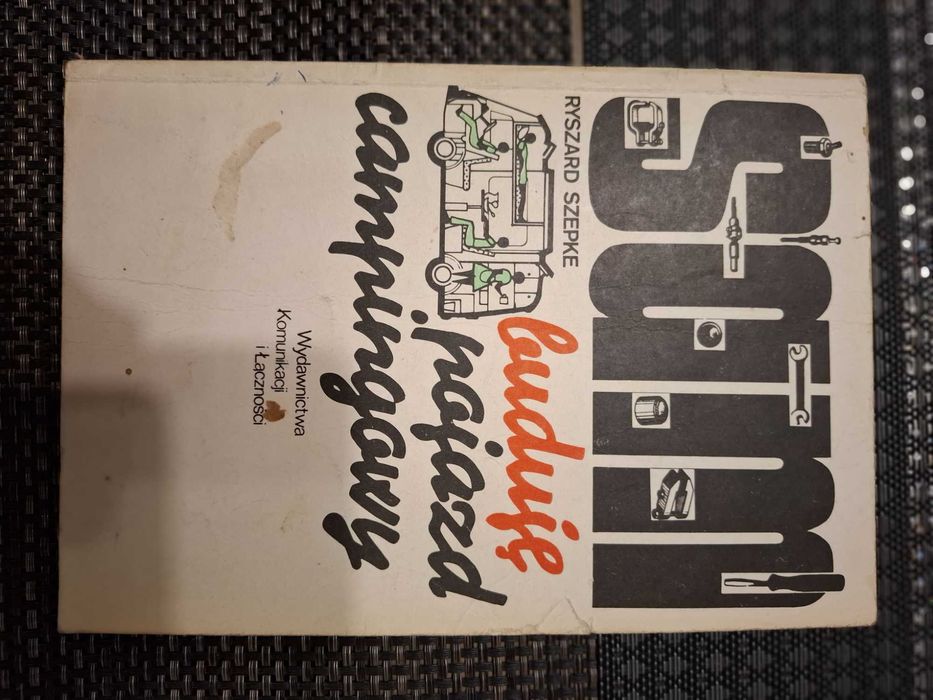 Sam
RYSZARD SZEPKE
buduję
pojazd
campingowy
Wydawnictwa
Komunikacji
i Łączności